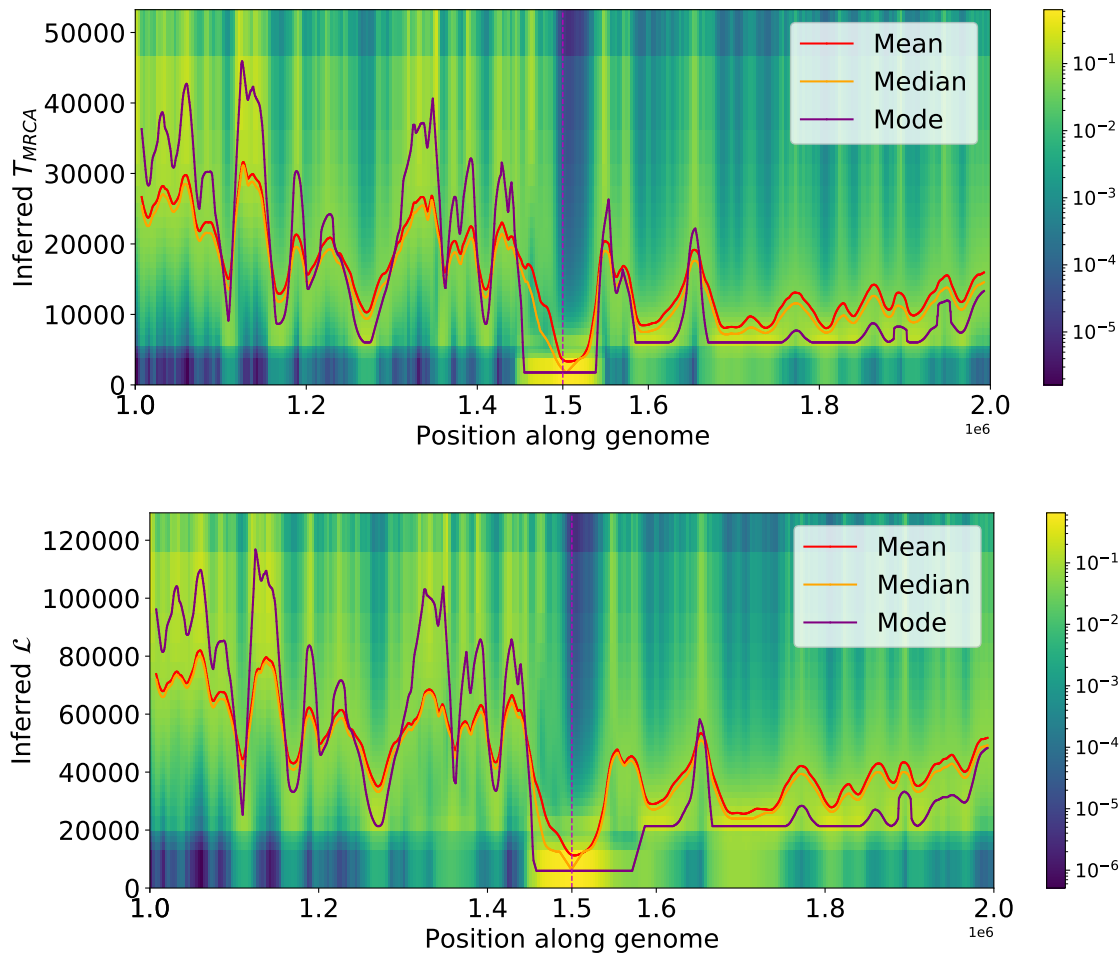 50000
40000
30000
20000
10000
0
Inferred T_MRCA
Mean
Median
Mode
10⁻¹
10⁻²
10⁻³
10⁻⁴
10⁻⁵
1.0 1.2 1.4 1.5 1.6 1.8 2.0
Position along genome
1e6
120000
100000
80000
60000
40000
20000
0
Inferred ℒ
Mean
Median
Mode
10⁻¹
10⁻²
10⁻³
10⁻⁴
10⁻⁵
10⁻⁶
1.0 1.2 1.4 1.5 1.6 1.8 2.0
Position along genome
1e6